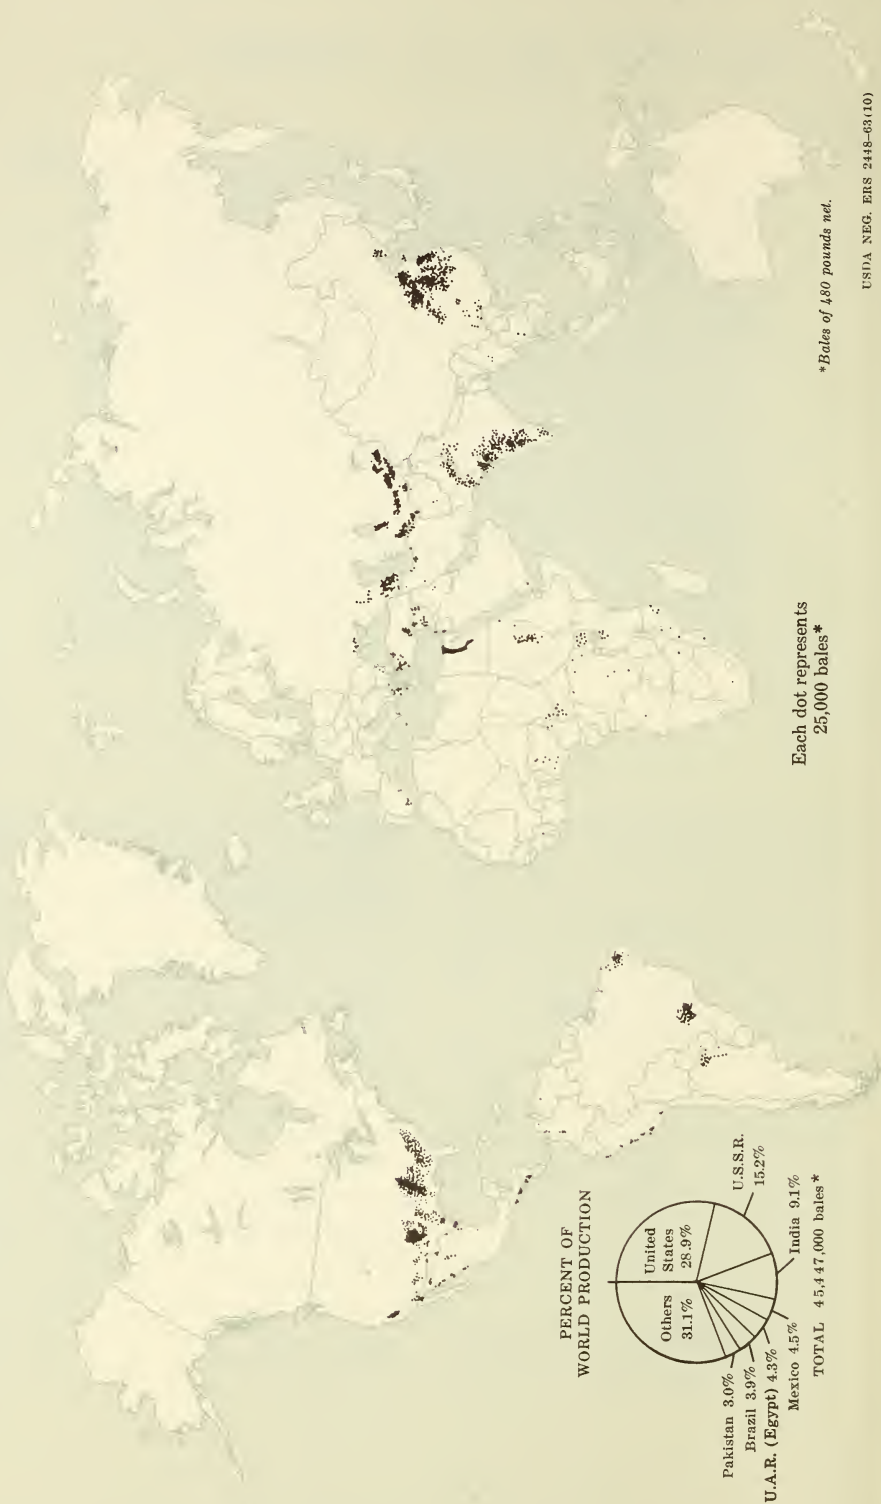 PERCENT OF
WORLD PRODUCTION
United
States
28.9%
U.S.S.R.
15.2%
India 9.1%
Mexico 4.5%
U.A.R. (Egypt) 4.3%
Brazil 3.9%
Pakistan 3.0%
Others
31.1%
TOTAL 45,447,000 bales*
Each dot represents
25,000 bales*
*Bales of 480 pounds net.
USDA NEG. ERS 2448-63(10)